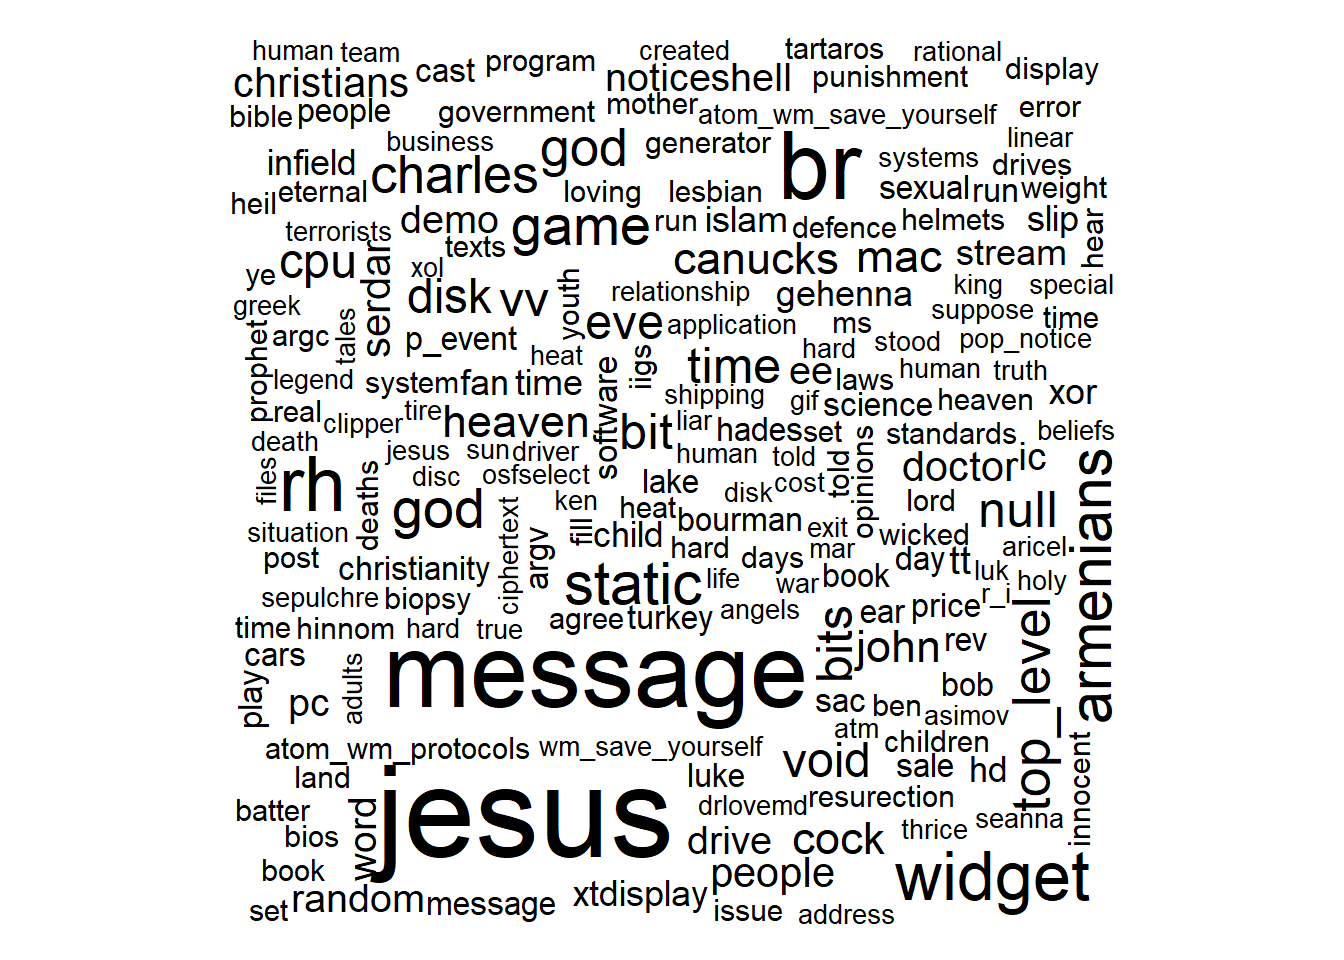 human team created tartaros rational
christians cast program noticeshell punishment display
bible people government mother atom_wm_save_yourself error
business linear
infield charles god generator br systems drives
heil eternal loving lesbian sexual run weight
terrorists demo game run islam defence helmets slip hear
texts
ye cpu serdar xol canucks mac stream
greek disk vv youth relationship gehenna king special
prophet argc tales p_event eve application ms suppose time
heat time hard stood pop_notice
legend system fan time software iigs shipping ee laws human truth
real clipper tire heaven bit liar gif science heaven xor
death jesus sun driver hades set standards beliefs
files rh deaths disc osfselect human told told opinions doctor ic armenians
god ken lake disk cost lord null
situation ciphertext argv fill heat bourman exit wicked
post child hard days mar day tt aricel
christianity static life war book luk holy
sepulchre biopsy angels r_i
time hinnom hard true agree turkey bits ear price top_level
cars message john rev
play pc adults sac ben bob
asimov
atm
atom_wm_protocols wm_save_yourself void children innocent
land luke sale hd
batter word jesus drlovemd resurection
bios drive cock thrice seanna
book people widget
set random message xtdisplay issue address